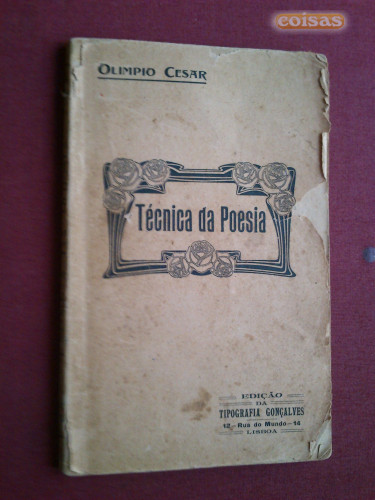 coisas
OLIMPIO CESAR
Técnica da Poesia
EDIÇÃO
DA
TIPOGRAFIA GONÇALVES
12—Rua do Mundo—14
LISBOA